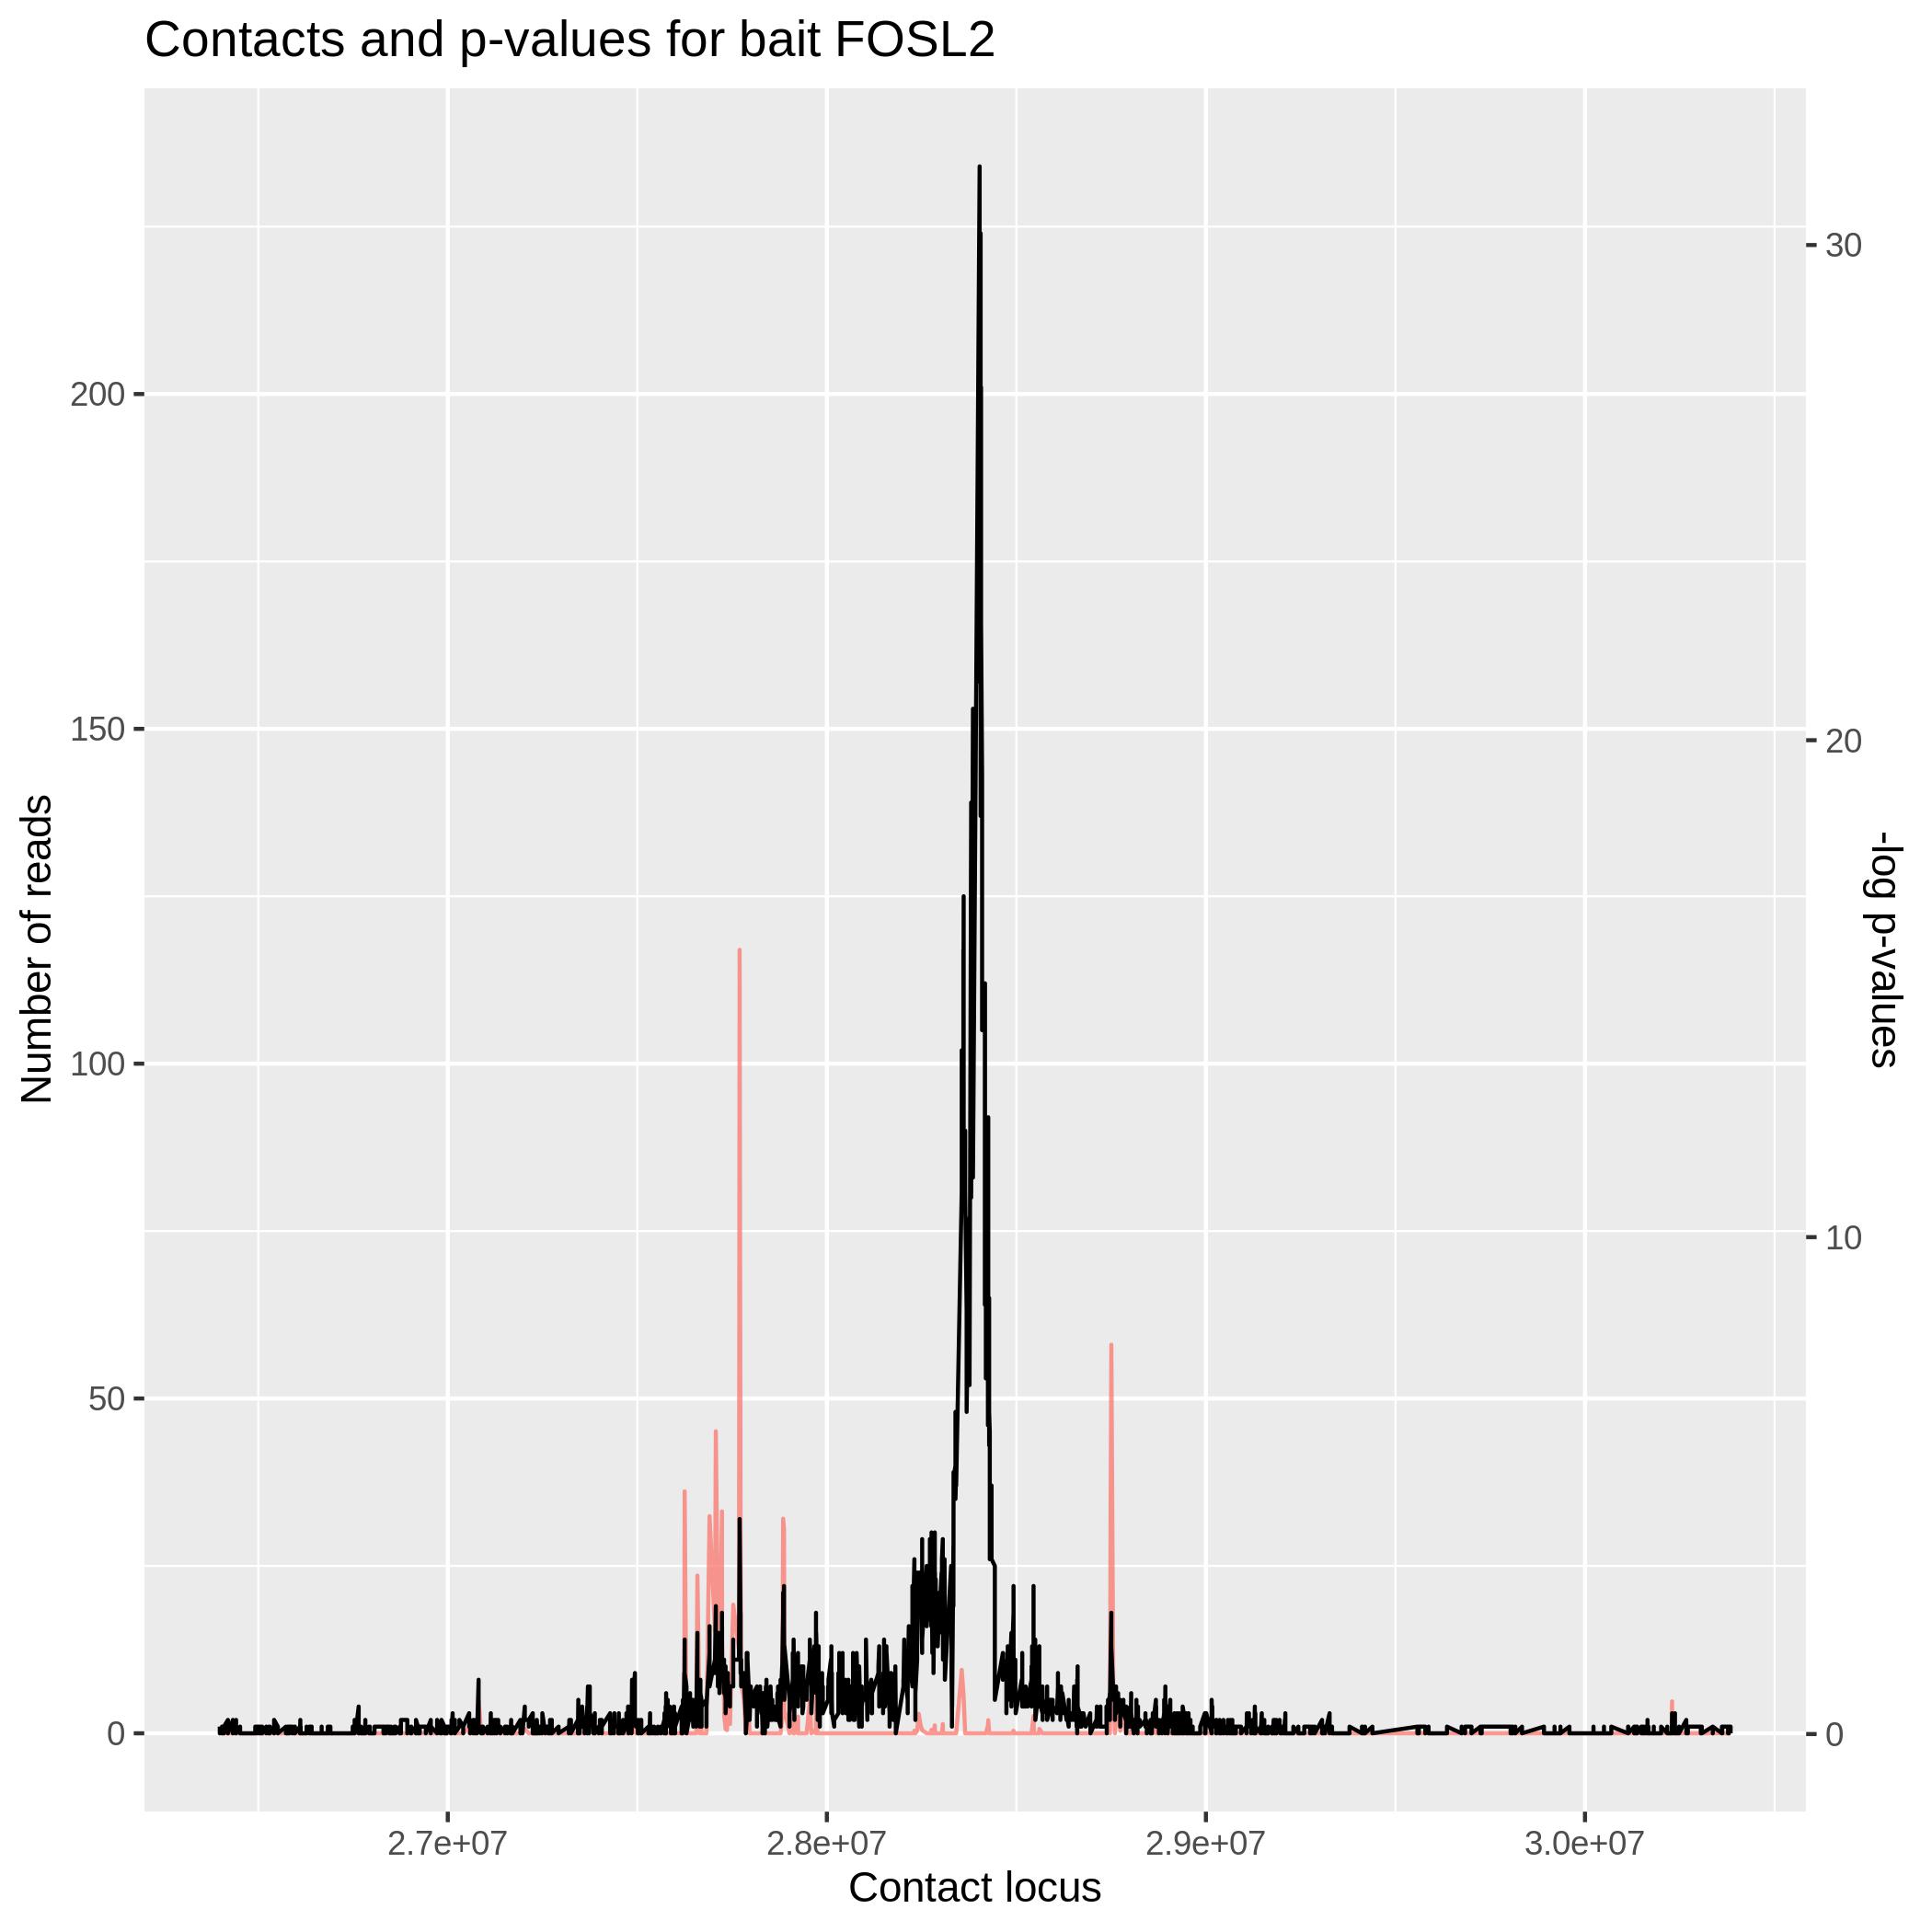 Contacts and p-values for bait FOSL2
Number of reads
200
150
100
50
0
30
20
10
0
-log p-values
2.7e+07
2.8e+07
2.9e+07
3.0e+07
Contact locus